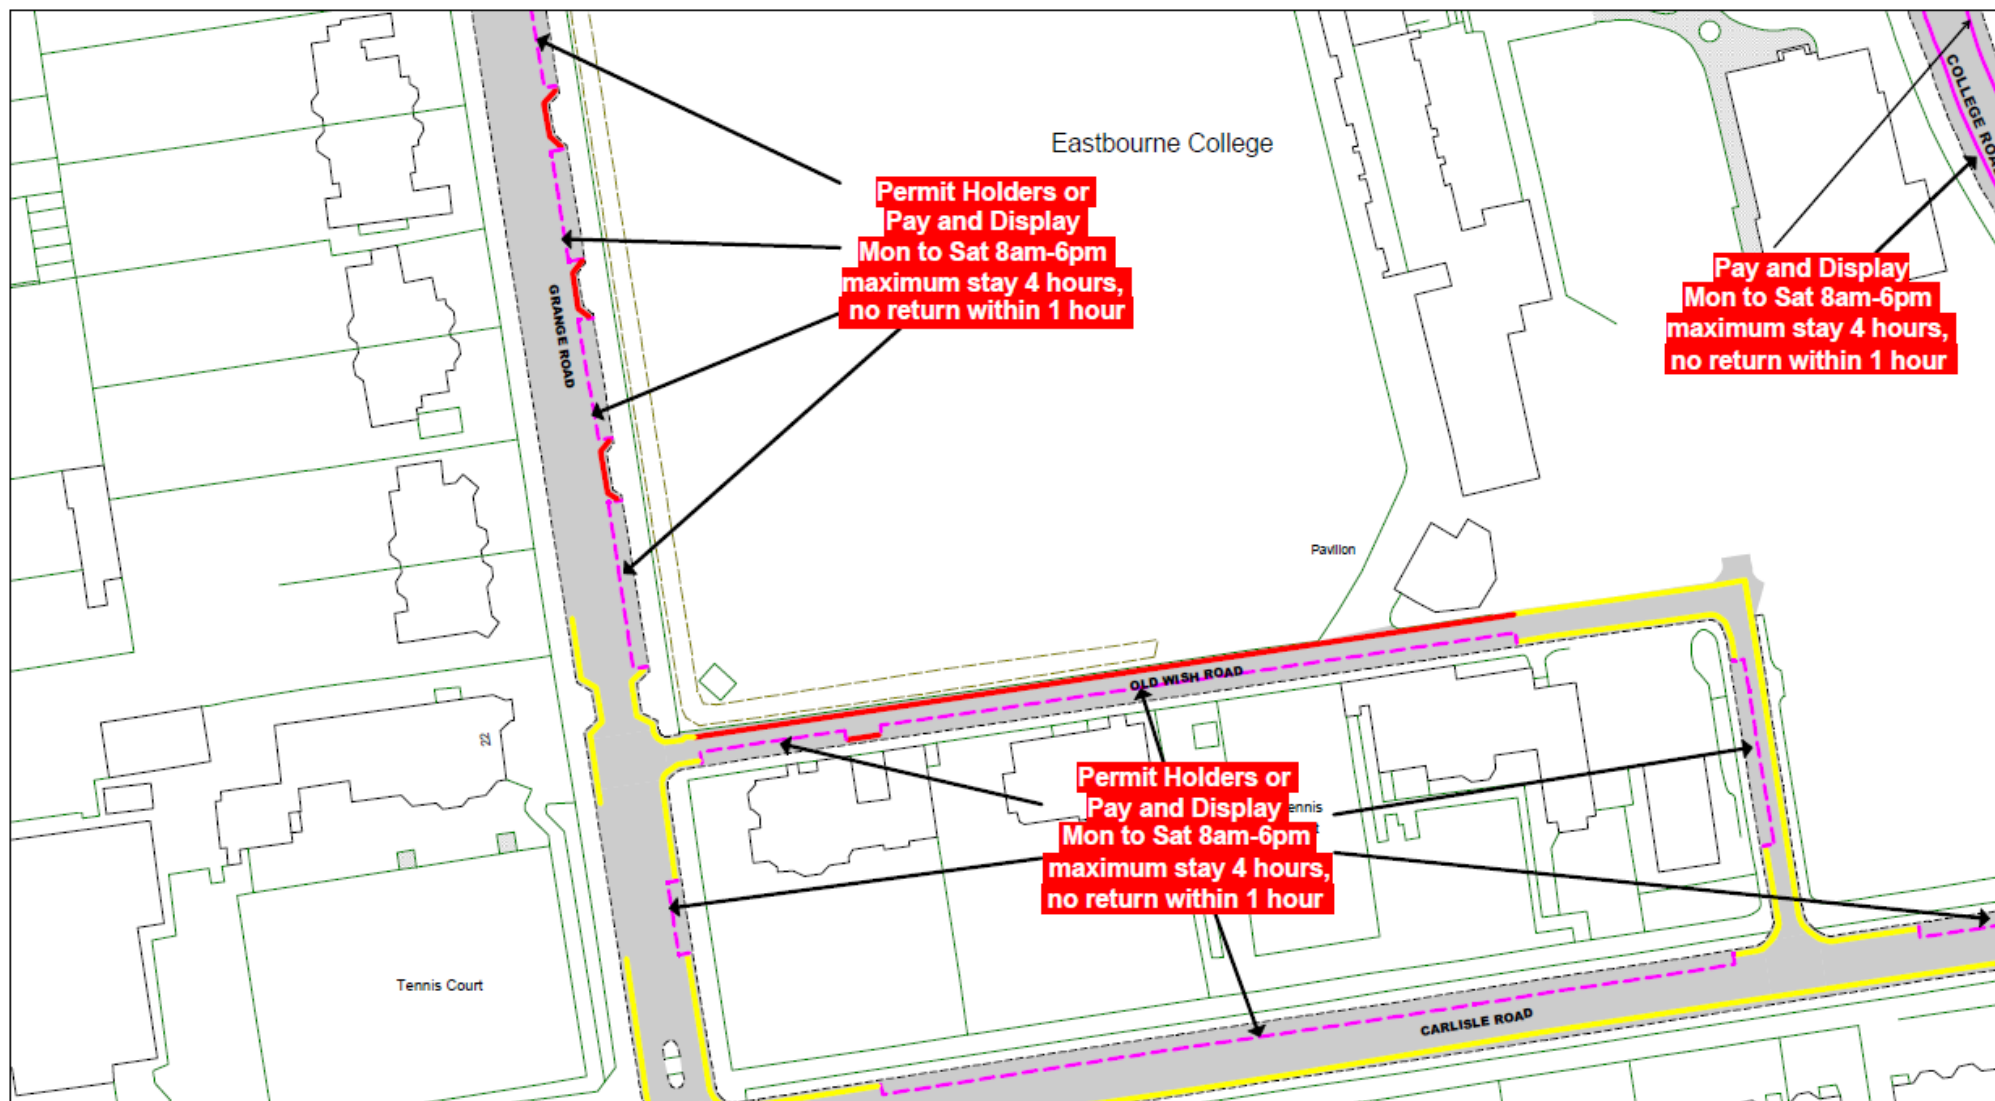 Eastbourne College
COLLEGE ROA
Permit Holders or
Pay and Display
Mon to Sat 8am-6pm
maximum stay 4 hours,
no return within 1 hour
Pay and Display
Mon to Sat 8am-6pm
maximum stay 4 hours,
no return within 1 hour
GRANGE ROAD
Pavilion
OLD WISH ROAD
22
Permit Holders or
Pay and Display
Mon to Sat 8am-6pm
maximum stay 4 hours,
no return within 1 hour
ennis
t
Tennis Court
CARLISLE ROAD